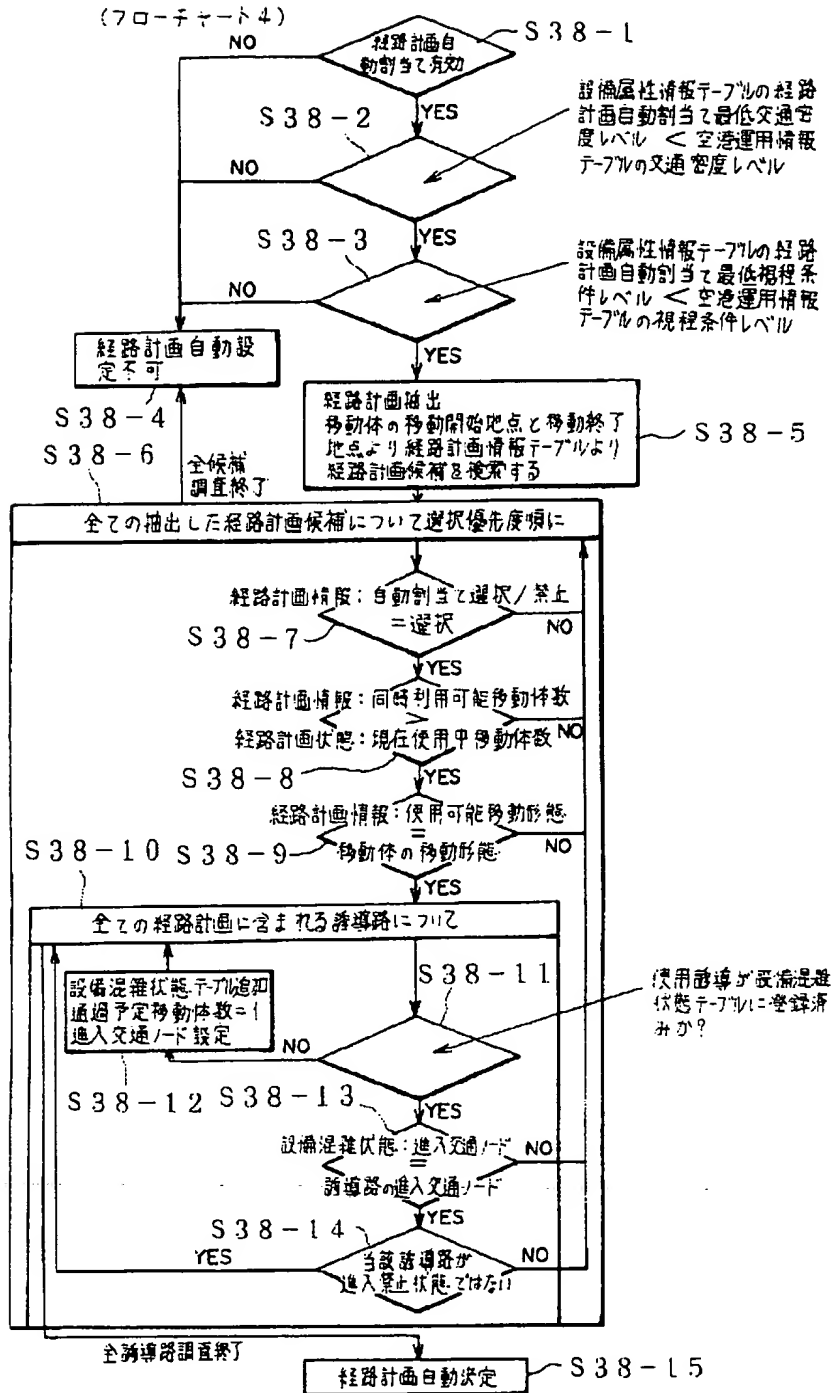 (フローチャート4)
S38-1
NO
経路計画自
動割当て有効
YES
設備属性情報テーブルの経路
計画自動割当て最低交通密
度レベル < 空港運用情報
テーブルの交通密度レベル
S38-2
NO
YES
S38-3
設備属性情報テーブルの経路
計画自動割当て最低視程条
件レベル < 空港運用情報
テーブルの視程条件レベル
NO
YES
経路計画自動設
定不可
S38-4
経路計画抽出
移動体の移動開始地点と移動終了
地点より経路計画情報テーブルより
経路計画候補を検索する
S38-5
S38-6
全候補
調査終了
全ての抽出した経路計画候補について選択優先度順に
経路計画情報:自動割当て選択/禁止
=選択
NO
S38-7
YES
経路計画情報:同時利用可能移動体数
>
経路計画状態:現在使用中移動体数
NO
S38-8
YES
経路計画情報:使用可能移動形態
=
移動体の移動形態
NO
S38-10
S38-9
YES
全ての経路計画に含まれる誘導路について
設備混雑状態テーブル追加
通過予定移動体数=1
進入交通ノード設定
S38-11
使用誘導が設備混雑
状態テーブルに登録済
みか?
NO
S38-12
S38-13
YES
設備混雑状態:進入交通ノード
=
誘導路の進入交通ノード
NO
YES
S38-14
YES
当該誘導路が
進入禁止状態ではない
NO
全誘導路調査終了
経路計画自動決定
S38-15